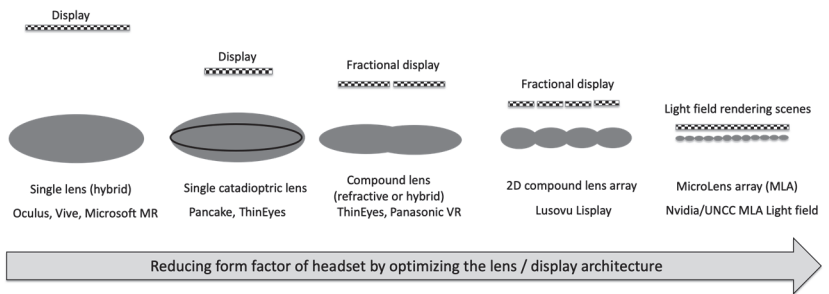 Display
Single lens (hybrid)
Oculus, Vive, Microsoft MR
Display
Single catadioptric lens
Pancake, ThinEyes
Fractional display
Compound lens
(refractive or hybrid)
ThinEyes, Panasonic VR
Fractional display
2D compound lens array
Lusovu Lisplay
Light field rendering scenes
MicroLens array (MLA)
Nvidia/UNCC MLA Light field
Reducing form factor of headset by optimizing the lens / display architecture